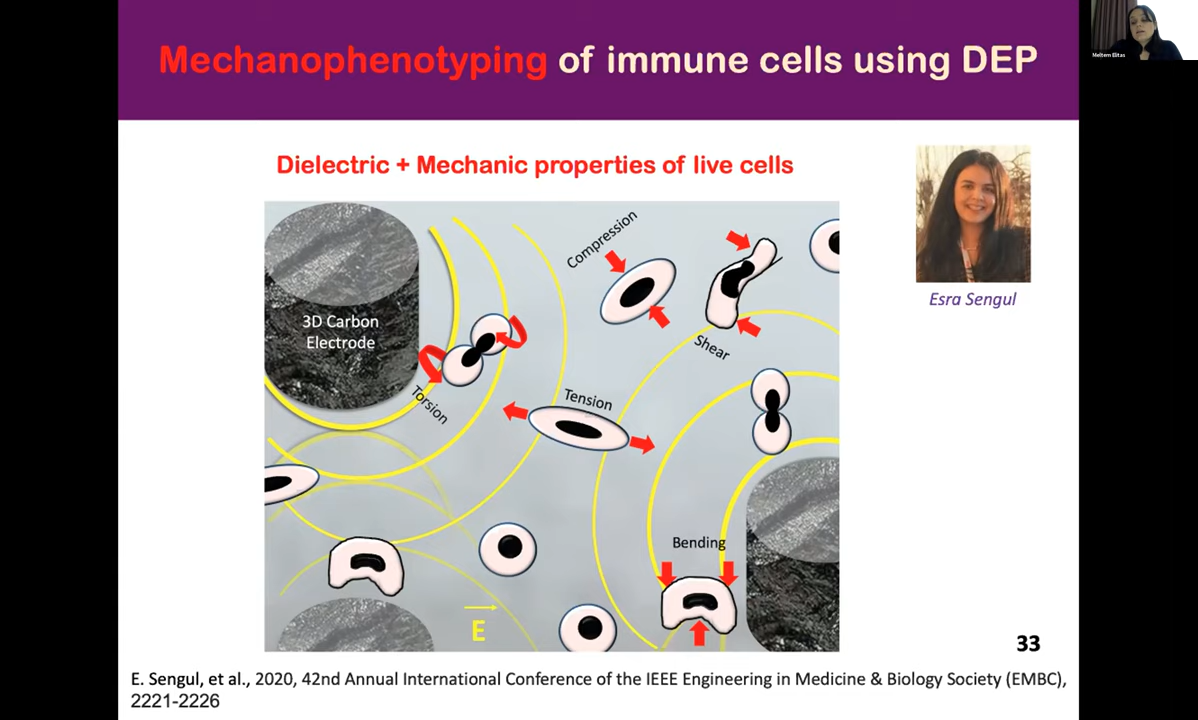 Mechanophenotyping of immune cells using DEP
Meltem Elitas
Dielectric + Mechanic properties of live cells
Compression
3D Carbon
Electrode
Shear
Torsion
Tension
Bending
E
Esra Sengul
33
E. Sengul, et al., 2020, 42nd Annual International Conference of the IEEE Engineering in Medicine & Biology Society (EMBC),
2221-2226